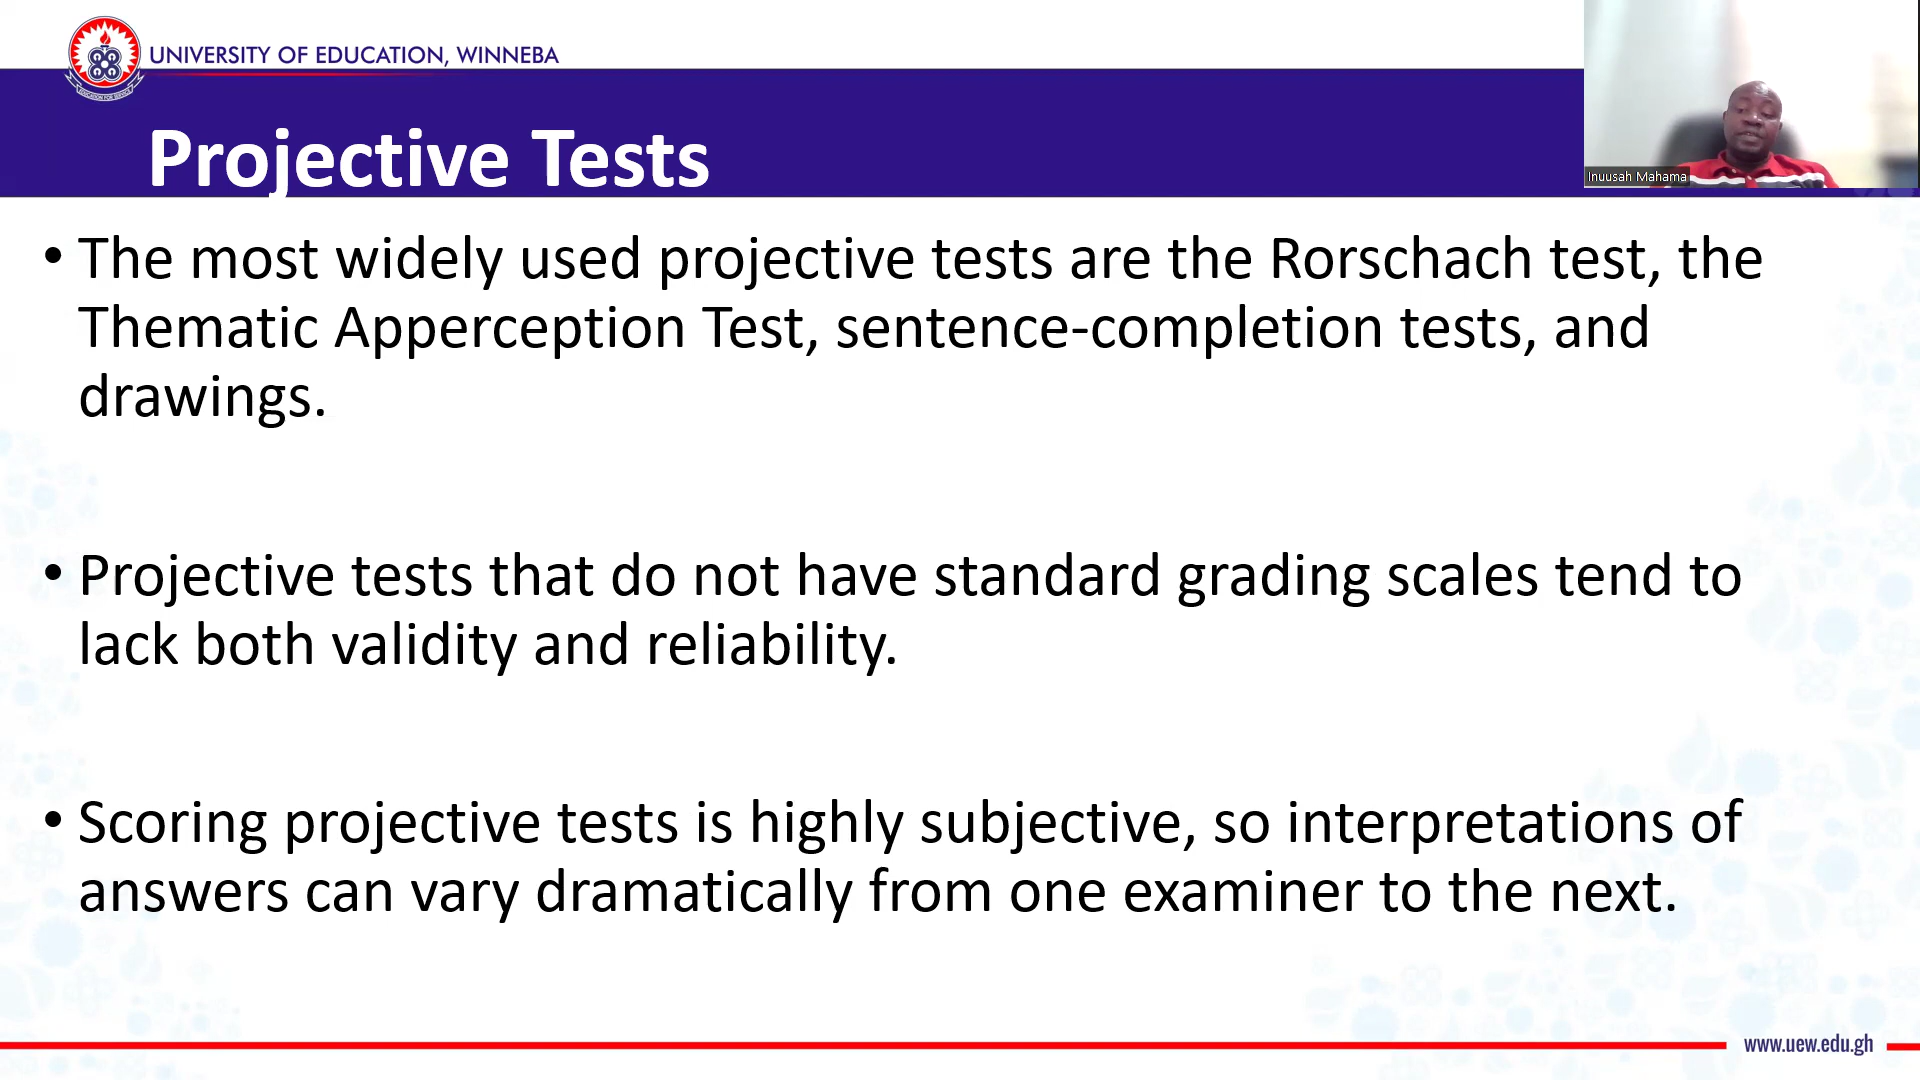 UNIVERSITY OF EDUCATION, WINNEBA
EDUCATION FOR SERVICE
Projective Tests
Inuusah Mahama
• The most widely used projective tests are the Rorschach test, the
Thematic Apperception Test, sentence-completion tests, and
drawings.
• Projective tests that do not have standard grading scales tend to
lack both validity and reliability.
• Scoring projective tests is highly subjective, so interpretations of
answers can vary dramatically from one examiner to the next.
www.uew.edu.gh